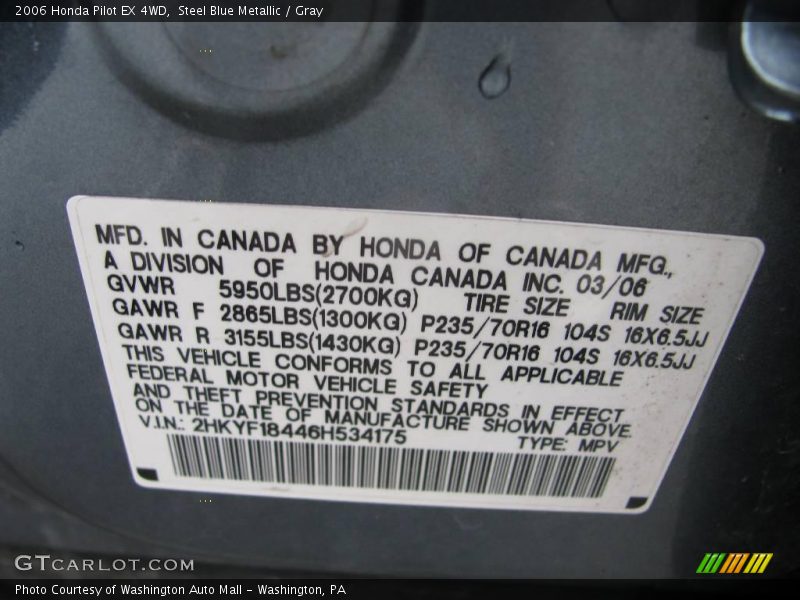 2006 Honda Pilot EX 4WD, Steel Blue Metallic / Gray
MFD. IN CANADA BY HONDA OF CANADA MFG.,
A DIVISION OF HONDA CANADA INC. 03/06
GVWR 5950LBS(2700KG) TIRE SIZE RIM SIZE
GAWR F 2865LBS(1300KG) P235/70R16 104S 16X6.5JJ
GAWR R 3155LBS(1430KG) P235/70R16 104S 16X6.5JJ
THIS VEHICLE CONFORMS TO ALL APPLICABLE
FEDERAL MOTOR VEHICLE SAFETY
AND THEFT PREVENTION STANDARDS IN EFFECT
ON THE DATE OF MANUFACTURE SHOWN ABOVE.
V.I.N.: 2HKYF18446H534175 TYPE: MPV
GTCARLOT.COM
Photo Courtesy of Washington Auto Mall - Washington, PA